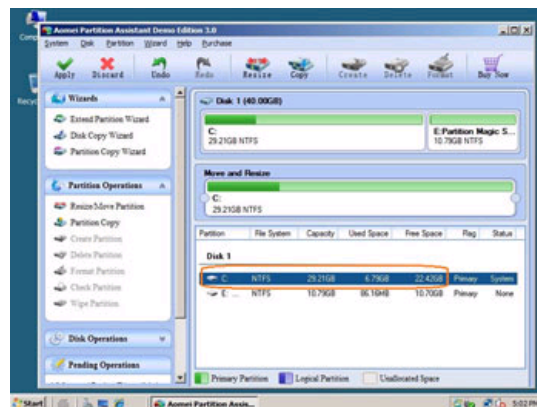 Comp
Aomei Partition Assistant Demo Edition 3.0
System Disk Partition Wizard Help Purchase
Apply Discard Undo Redo Resize Copy Create Delete Format Buy Now
Recyc
Wizards
Extend Partition Wizard
Disk Copy Wizard
Partition Copy Wizard
Partition Operations
Resize/Move Partition
Partition Copy
Create Partition
Delete Partition
Format Partition
Check Partition
Wipe Partition
Disk Operations
Pending Operations
Disk 1 (40.00GB)
C:
29.21GB NTFS
E:Partition Magic S...
10.79GB NTFS
Move and Resize
C:
29.21GB NTFS
Partition File System Capacity Used Space Free Space Flag Status
Disk 1
C: NTFS 29.21GB 6.79GB 22.42GB Primary System
E: ... NTFS 10.79GB 86.16MB 10.70GB Primary None
Primary Partition Logical Partition Unallocated Space
Start Aomei Partition Assis... 5:02 PM